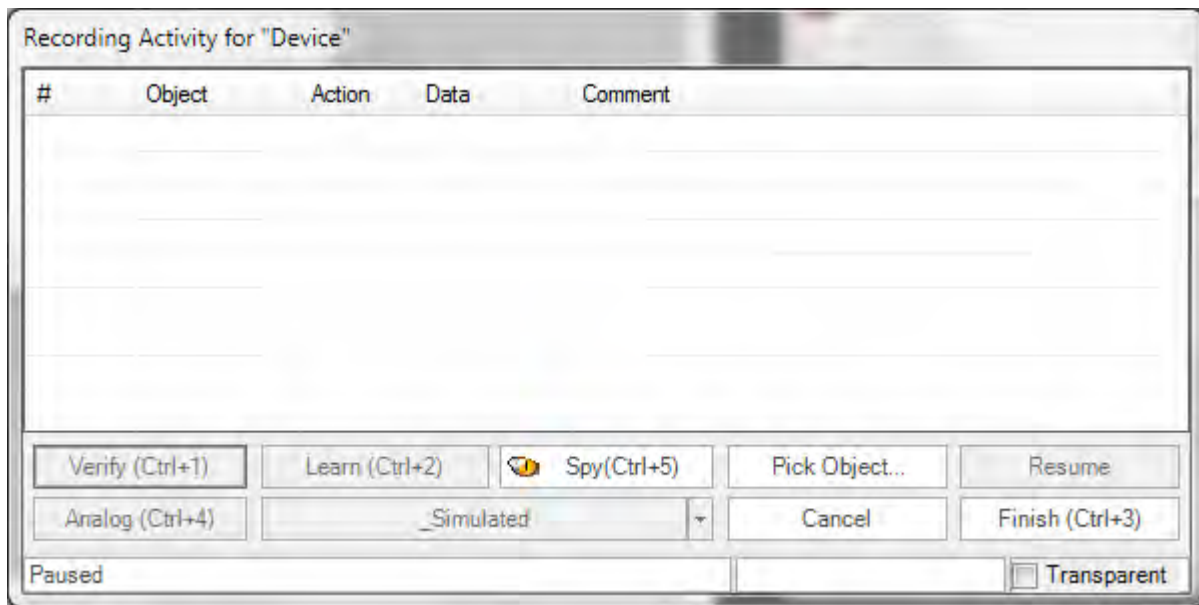 Recording Activity for "Device"
# Object Action Data Comment
Verify (Ctrl+1) Learn (Ctrl+2) Spy(Ctrl+5) Pick Object... Resume
Analog (Ctrl+4) _Simulated Cancel Finish (Ctrl+3)
Paused Transparent